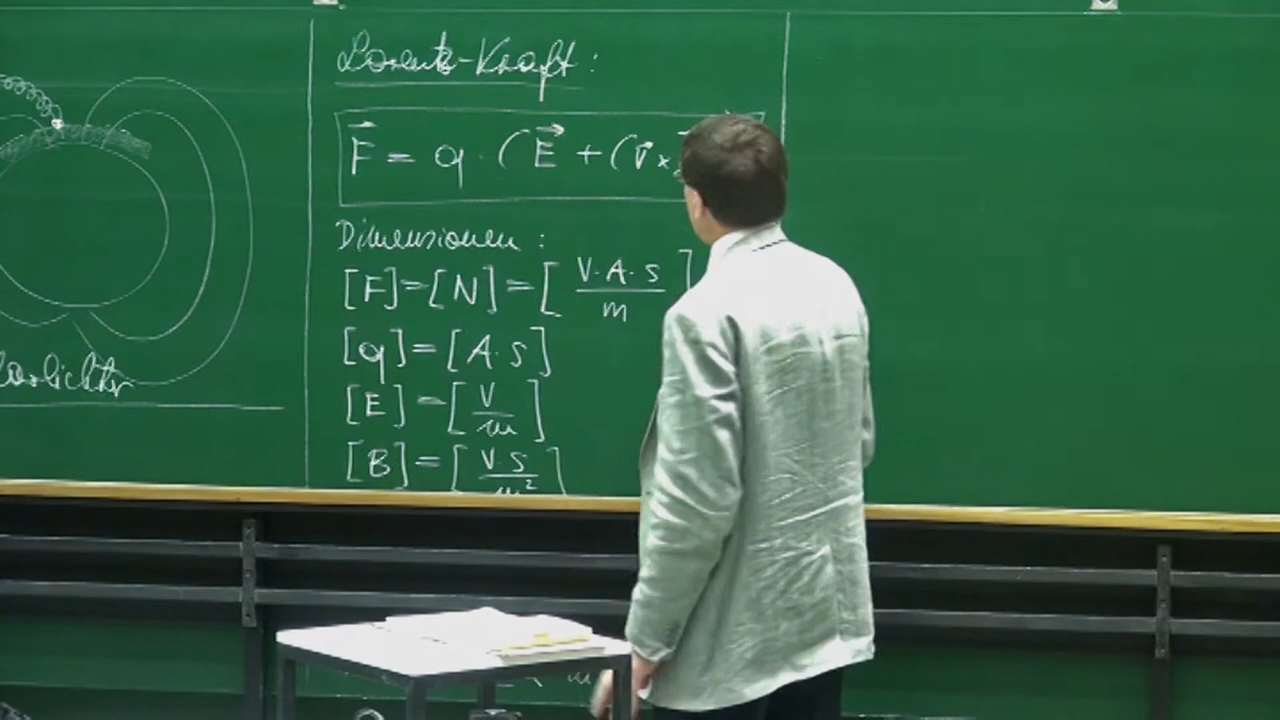 Lorentz-Kraft:
F⃗ = q · (E⃗ + (v⃗ ×
Dimensionen:
[F]=[N]=[V·A·s/m]
[q]=[A·s]
[E]=[V/m]
[B]=[V·s/m²]